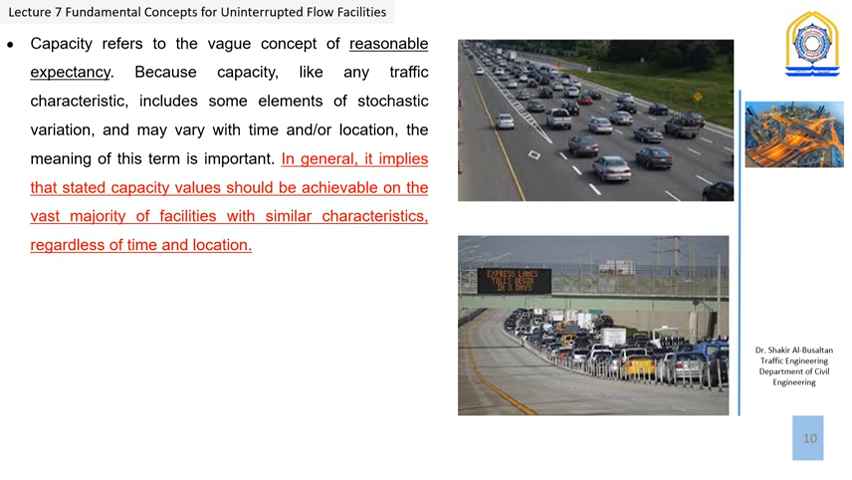 Lecture 7 Fundamental Concepts for Uninterrupted Flow Facilities
• Capacity refers to the vague concept of reasonable
expectancy. Because capacity, like any traffic
characteristic, includes some elements of stochastic
variation, and may vary with time and/or location, the
meaning of this term is important. In general, it implies
that stated capacity values should be achievable on the
vast majority of facilities with similar characteristics,
regardless of time and location.
EXPRESS LANES
TOLLS BEGIN
IN 3 DAYS
Dr. Shakir Al-Busaltan
Traffic Engineering
Department of Civil
Engineering
10